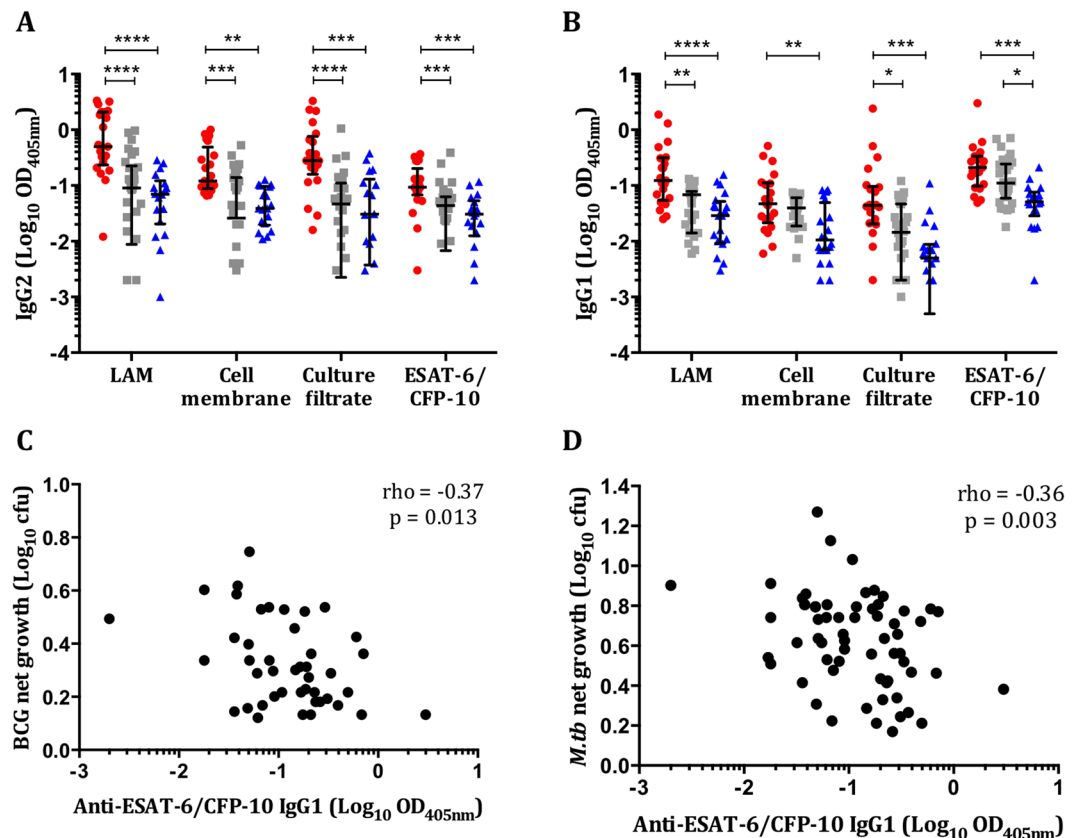 A
**** ** *** ***
**** *** **** ***
IgG2 (Log10 OD405nm)
1
0
-1
-2
-3
-4
LAM Cell membrane Culture filtrate ESAT-6/CFP-10
B
**** ** *** ***
** * *
IgG1 (Log10 OD405nm)
1
0
-1
-2
-3
-4
LAM Cell membrane Culture filtrate ESAT-6/CFP-10
C
rho = -0.37
p = 0.013
BCG net growth (Log10 cfu)
1.0
0.8
0.6
0.4
0.2
0.0
-3 -2 -1 0 1
Anti-ESAT-6/CFP-10 IgG1 (Log10 OD405nm)
D
rho = -0.36
p = 0.003
M.tb net growth (Log10 cfu)
1.4
1.2
1.0
0.8
0.6
0.4
0.2
0.0
-3 -2 -1 0 1
Anti-ESAT-6/CFP-10 IgG1 (Log10 OD405nm)